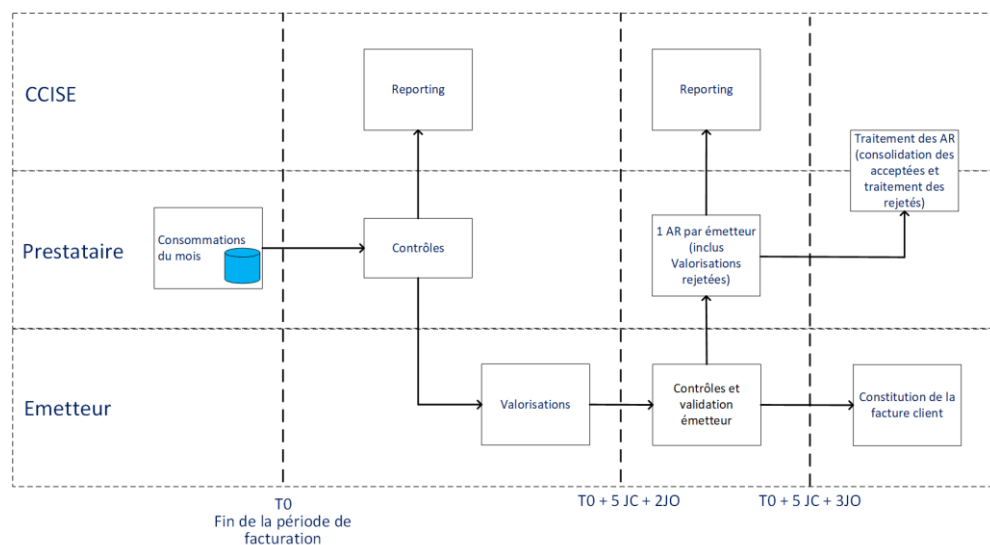 CCISE
Reporting
Reporting
Traitement des AR
(consolidation des
acceptées et
traitement des
rejetés)
Prestataire
Consommations
du mois
Contrôles
1 AR par émetteur
(inclus
Valorisations
rejetées)
Emetteur
Valorisations
Contrôles et
validation
émetteur
Constitution de la
facture client
T0
Fin de la période de
facturation
T0 + 5 JC + 2JO
T0 + 5 JC + 3JO